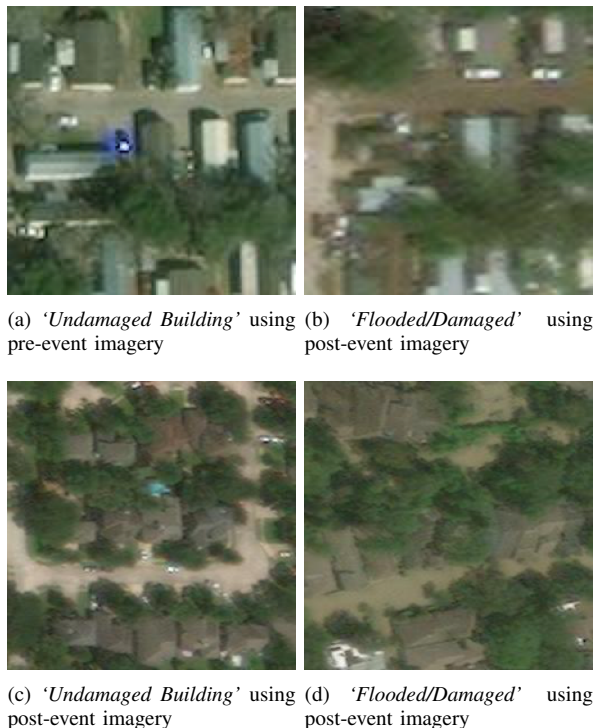 (a) ‘Undamaged Building’ using
pre-event imagery
(b) ‘Flooded/Damaged’ using
post-event imagery
(c) ‘Undamaged Building’ using
post-event imagery
(d) ‘Flooded/Damaged’ using
post-event imagery